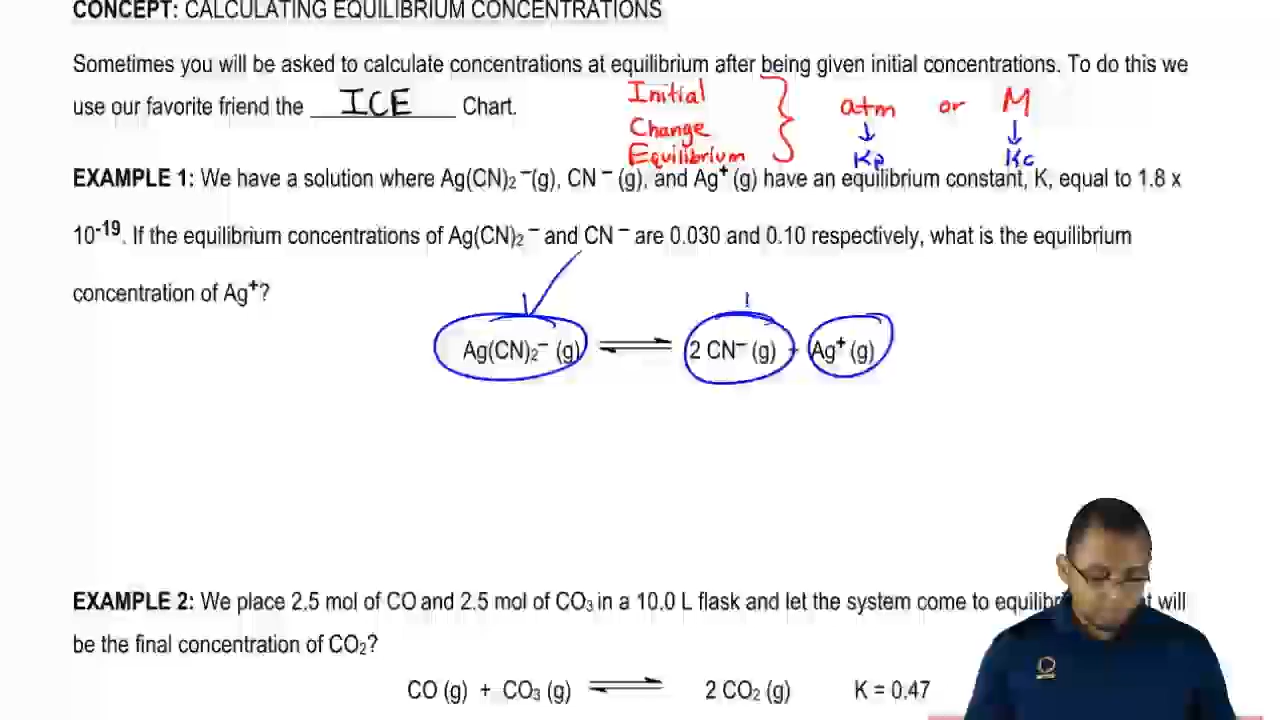 CONCEPT: CALCULATING EQUILIBRIUM CONCENTRATIONS
Sometimes you will be asked to calculate concentrations at equilibrium after being given initial concentrations. To do this we
use our favorite friend the ICE Chart.
Initial
Change
Equilibrium
atm or M
Kp Kc
EXAMPLE 1: We have a solution where Ag(CN)₂⁻(g), CN⁻ (g), and Ag⁺ (g) have an equilibrium constant, K, equal to 1.8 x
10⁻¹⁹. If the equilibrium concentrations of Ag(CN)₂⁻ and CN⁻ are 0.030 and 0.10 respectively, what is the equilibrium
concentration of Ag⁺?
Ag(CN)₂⁻ (g) ⇌ 2 CN⁻ (g) + Ag⁺ (g)
EXAMPLE 2: We place 2.5 mol of CO and 2.5 mol of CO₃ in a 10.0 L flask and let the system come to will
be the final concentration of CO₂?
CO (g) + CO₃ (g) ⇌ 2 CO₂ (g) K = 0.47